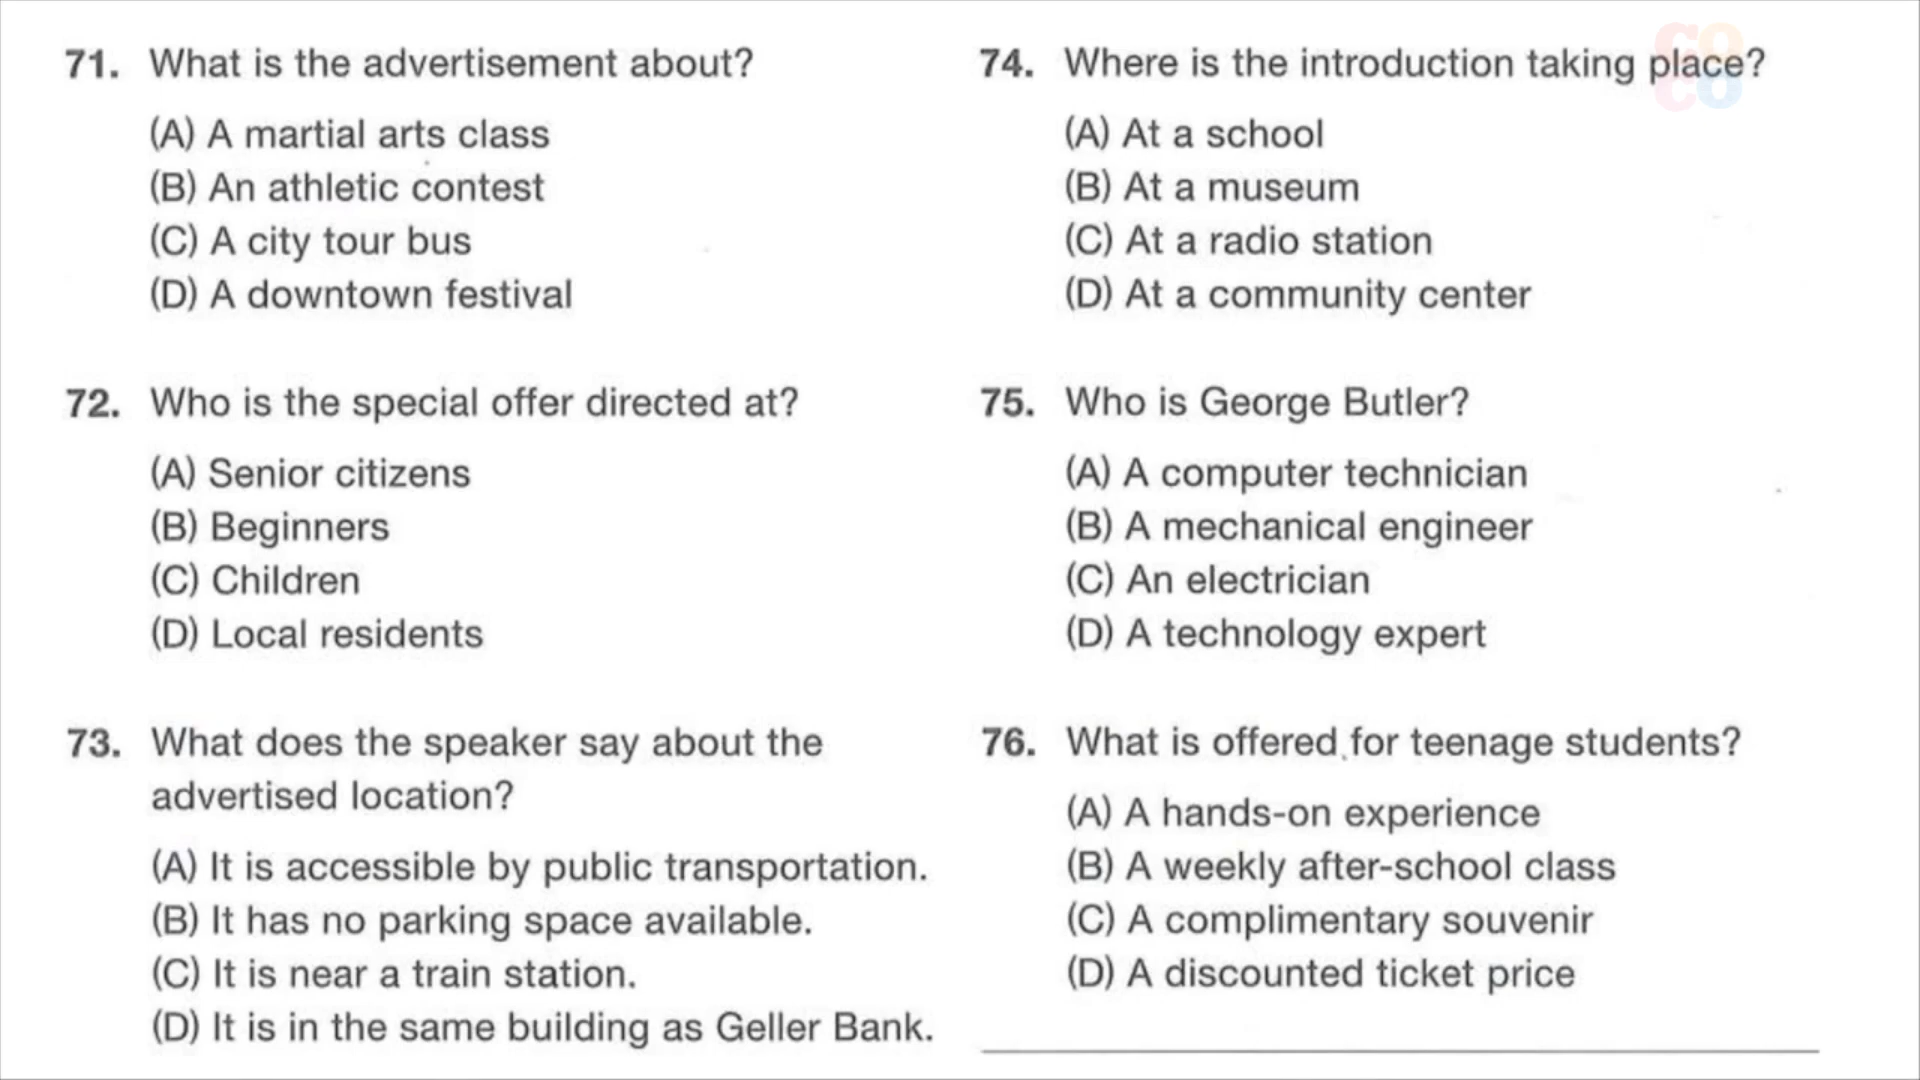 71. What is the advertisement about?
(A) A martial arts class
(B) An athletic contest
(C) A city tour bus
(D) A downtown festival
72. Who is the special offer directed at?
(A) Senior citizens
(B) Beginners
(C) Children
(D) Local residents
73. What does the speaker say about the
advertised location?
(A) It is accessible by public transportation.
(B) It has no parking space available.
(C) It is near a train station.
(D) It is in the same building as Geller Bank.
COCO
74. Where is the introduction taking place?
(A) At a school
(B) At a museum
(C) At a radio station
(D) At a community center
75. Who is George Butler?
(A) A computer technician
(B) A mechanical engineer
(C) An electrician
(D) A technology expert
76. What is offered for teenage students?
(A) A hands-on experience
(B) A weekly after-school class
(C) A complimentary souvenir
(D) A discounted ticket price